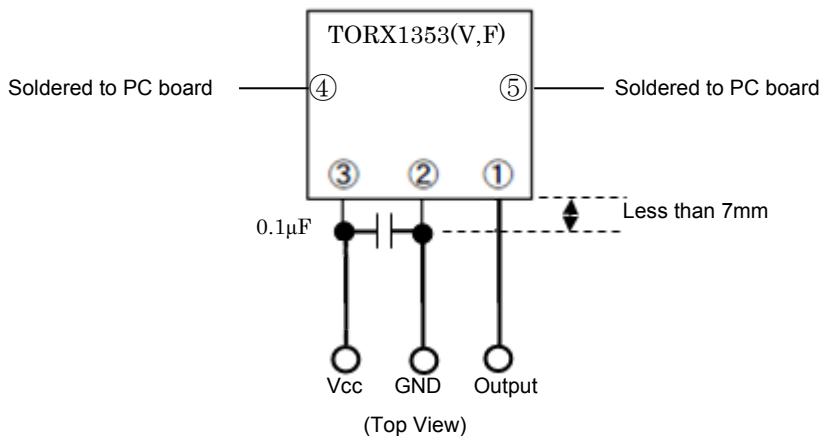 TORX1353(V,F)
Soldered to PC board
④
⑤
Soldered to PC board
③
②
①
0.1μF
Less than 7mm
Vcc
GND
Output
(Top View)